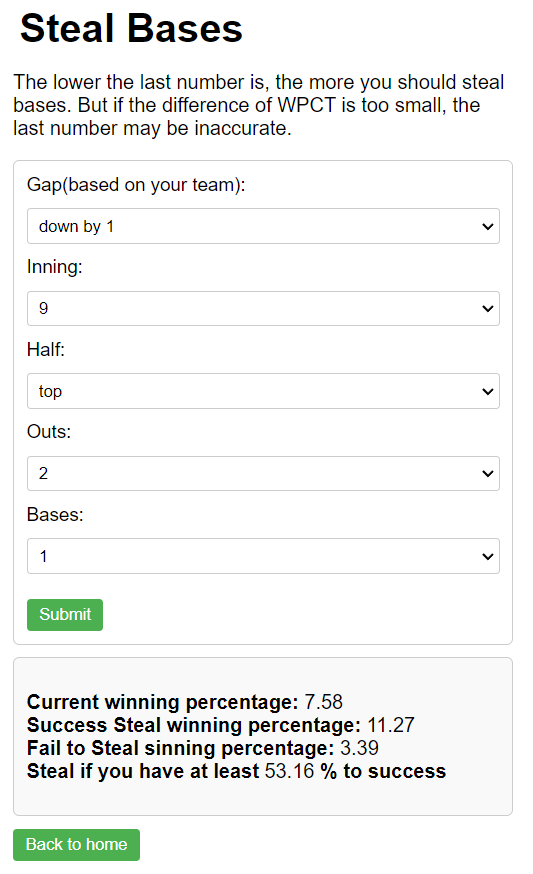 Steal Bases
The lower the last number is, the more you should steal
bases. But if the difference of WPCT is too small, the
last number may be inaccurate.
Gap(based on your team):
down by 1
Inning:
9
Half:
top
Outs:
2
Bases:
1
Submit
Current winning percentage: 7.58
Success Steal winning percentage: 11.27
Fail to Steal sinning percentage: 3.39
Steal if you have at least 53.16 % to success
Back to home